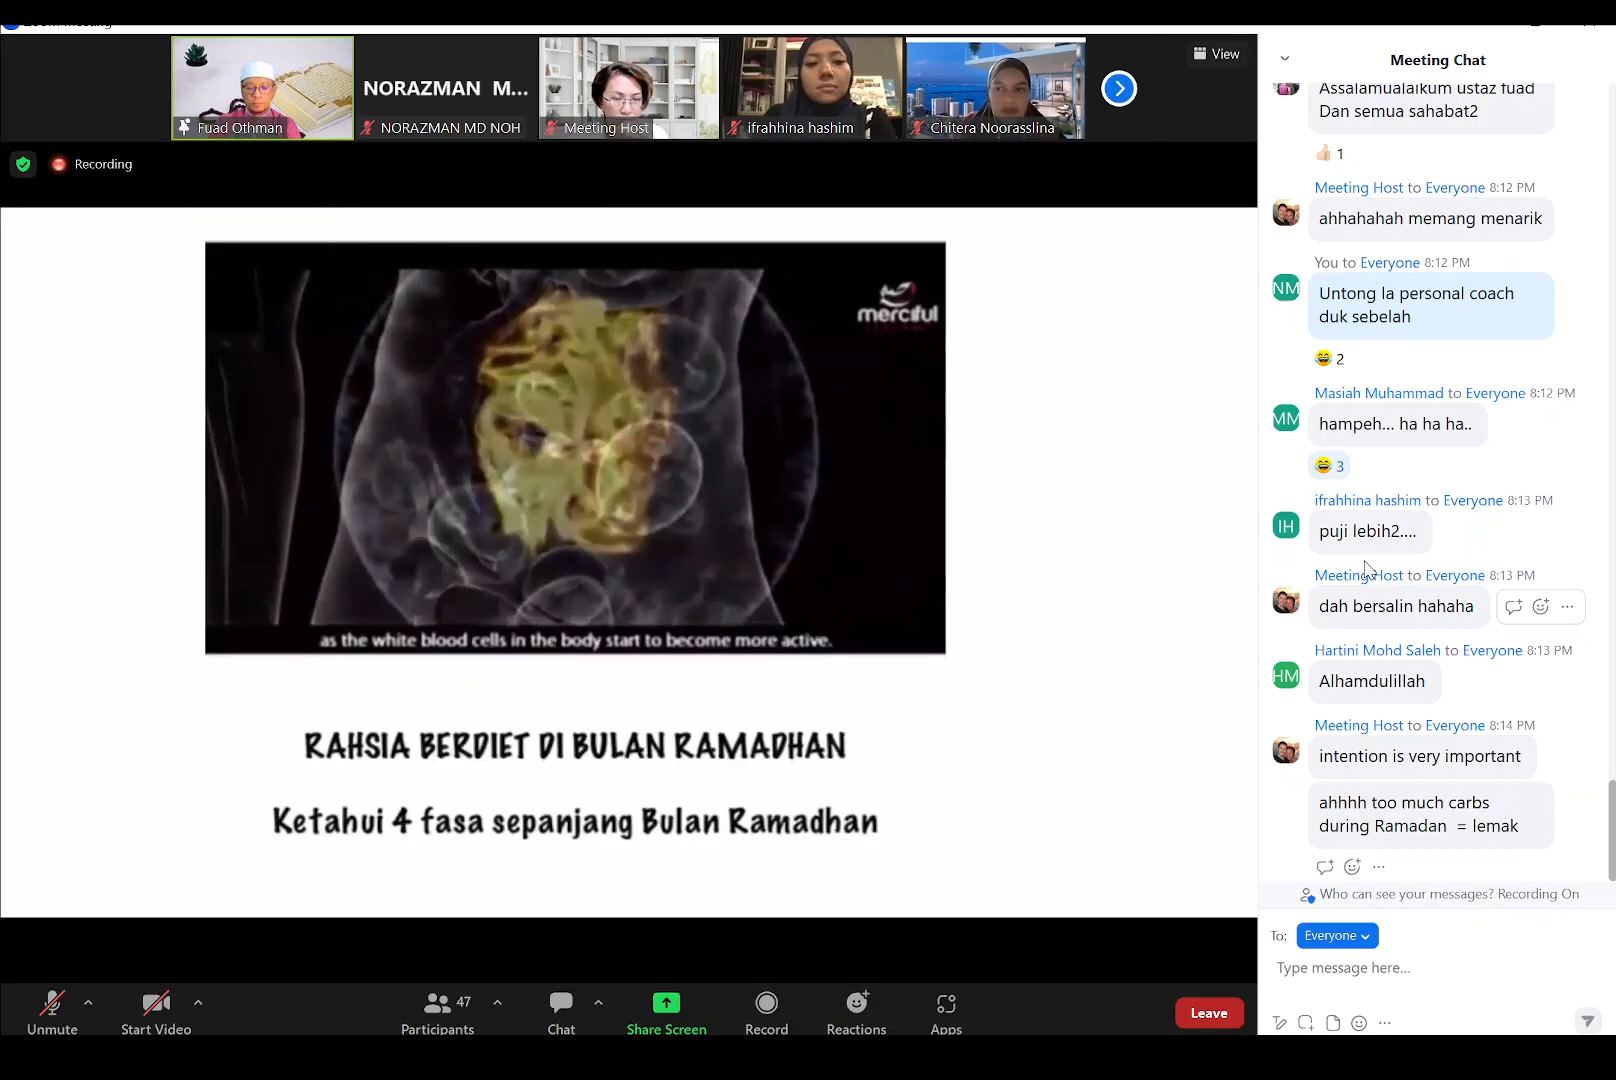 View
NORAZMAN M...
Fuad Othman
NORAZMAN MD NOH
Meeting Host
ifrahhina hashim
Chitera Noorasslina
Recording
merciful
as the white blood cells in the body start to become more active.
RAHSIA BERDIET DI BULAN RAMADHAN
Ketahui 4 fasa sepanjang Bulan Ramadhan
Unmute
Start Video
47
Participants
Chat
Share Screen
Record
Reactions
Apps
Leave
Meeting Chat
Assalamualaikum ustaz fuad
Dan semua sahabat2
1
Meeting Host to Everyone 8:12 PM
ahhahahah memang menarik
You to Everyone 8:12 PM
NM
Untong la personal coach
duk sebelah
2
Masiah Muhammad to Everyone 8:12 PM
MM
hampeh... ha ha ha..
3
ifrahhina hashim to Everyone 8:13 PM
IH
puji lebih2....
Meeting Host to Everyone 8:13 PM
dah bersalin hahaha
Hartini Mohd Saleh to Everyone 8:13 PM
HM
Alhamdulillah
Meeting Host to Everyone 8:14 PM
intention is very important
ahhhh too much carbs
during Ramadan = lemak
Who can see your messages? Recording On
To: Everyone
Type message here...